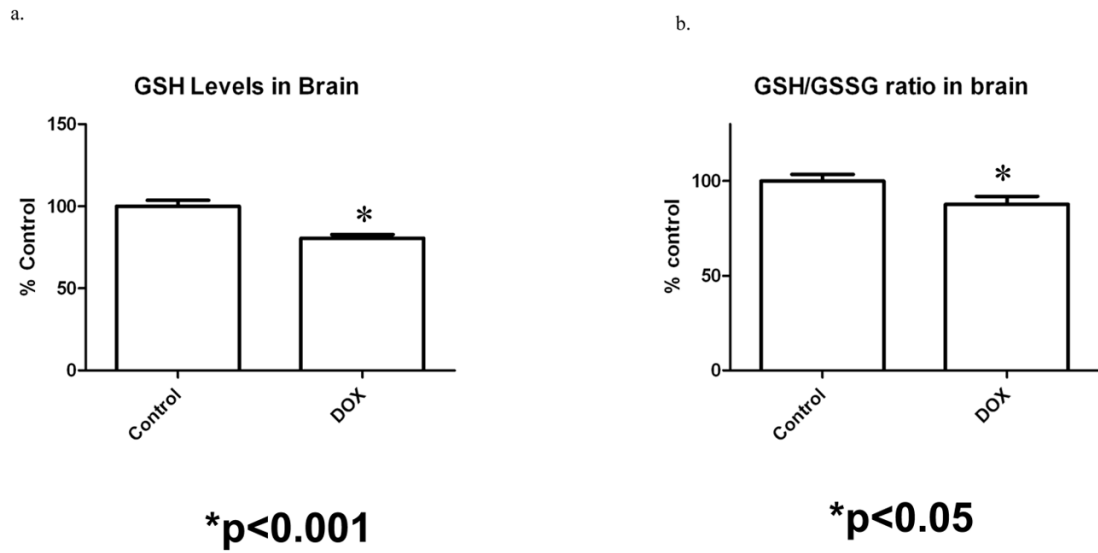 a.
GSH Levels in Brain
150
100
50
0
% Control
Control
DOX
*
*p<0.001
b.
GSH/GSSG ratio in brain
100
50
0
% control
Control
DOX
*
*p<0.05